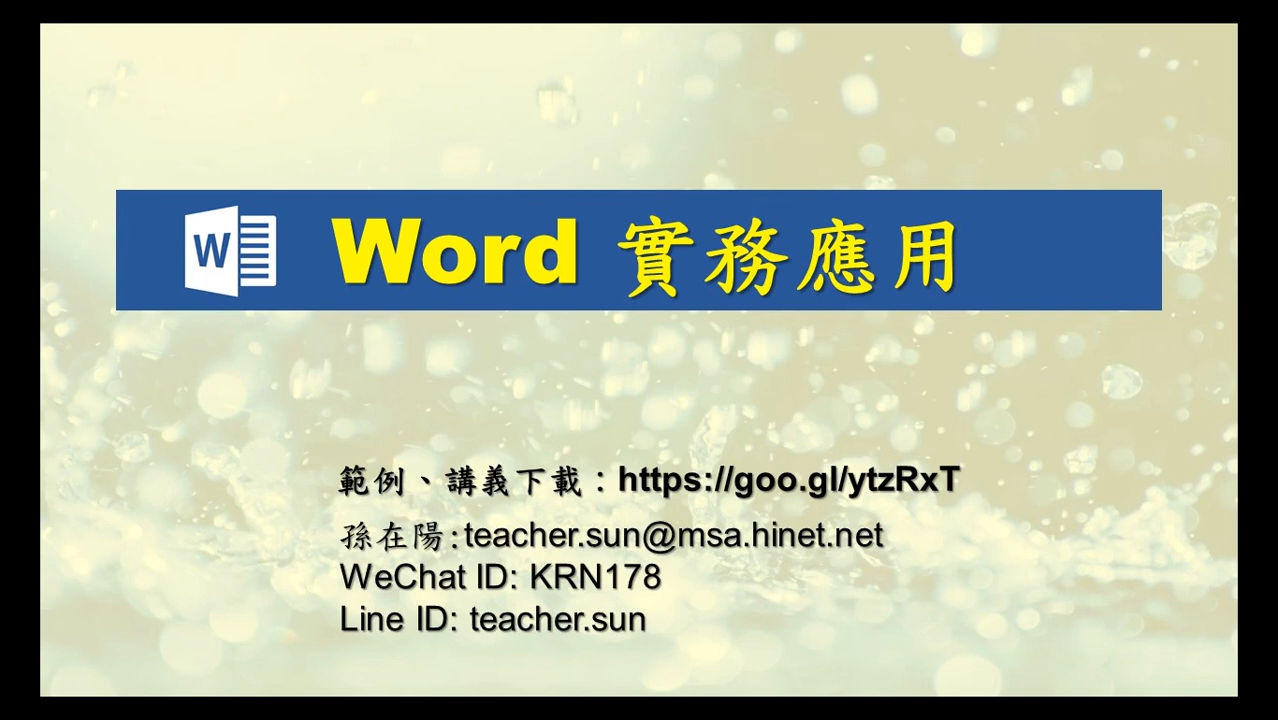 W
Word 實務應用
範例、講義下載：https://goo.gl/ytzRxT
孫在陽:teacher.sun@msa.hinet.net
WeChat ID: KRN178
Line ID: teacher.sun